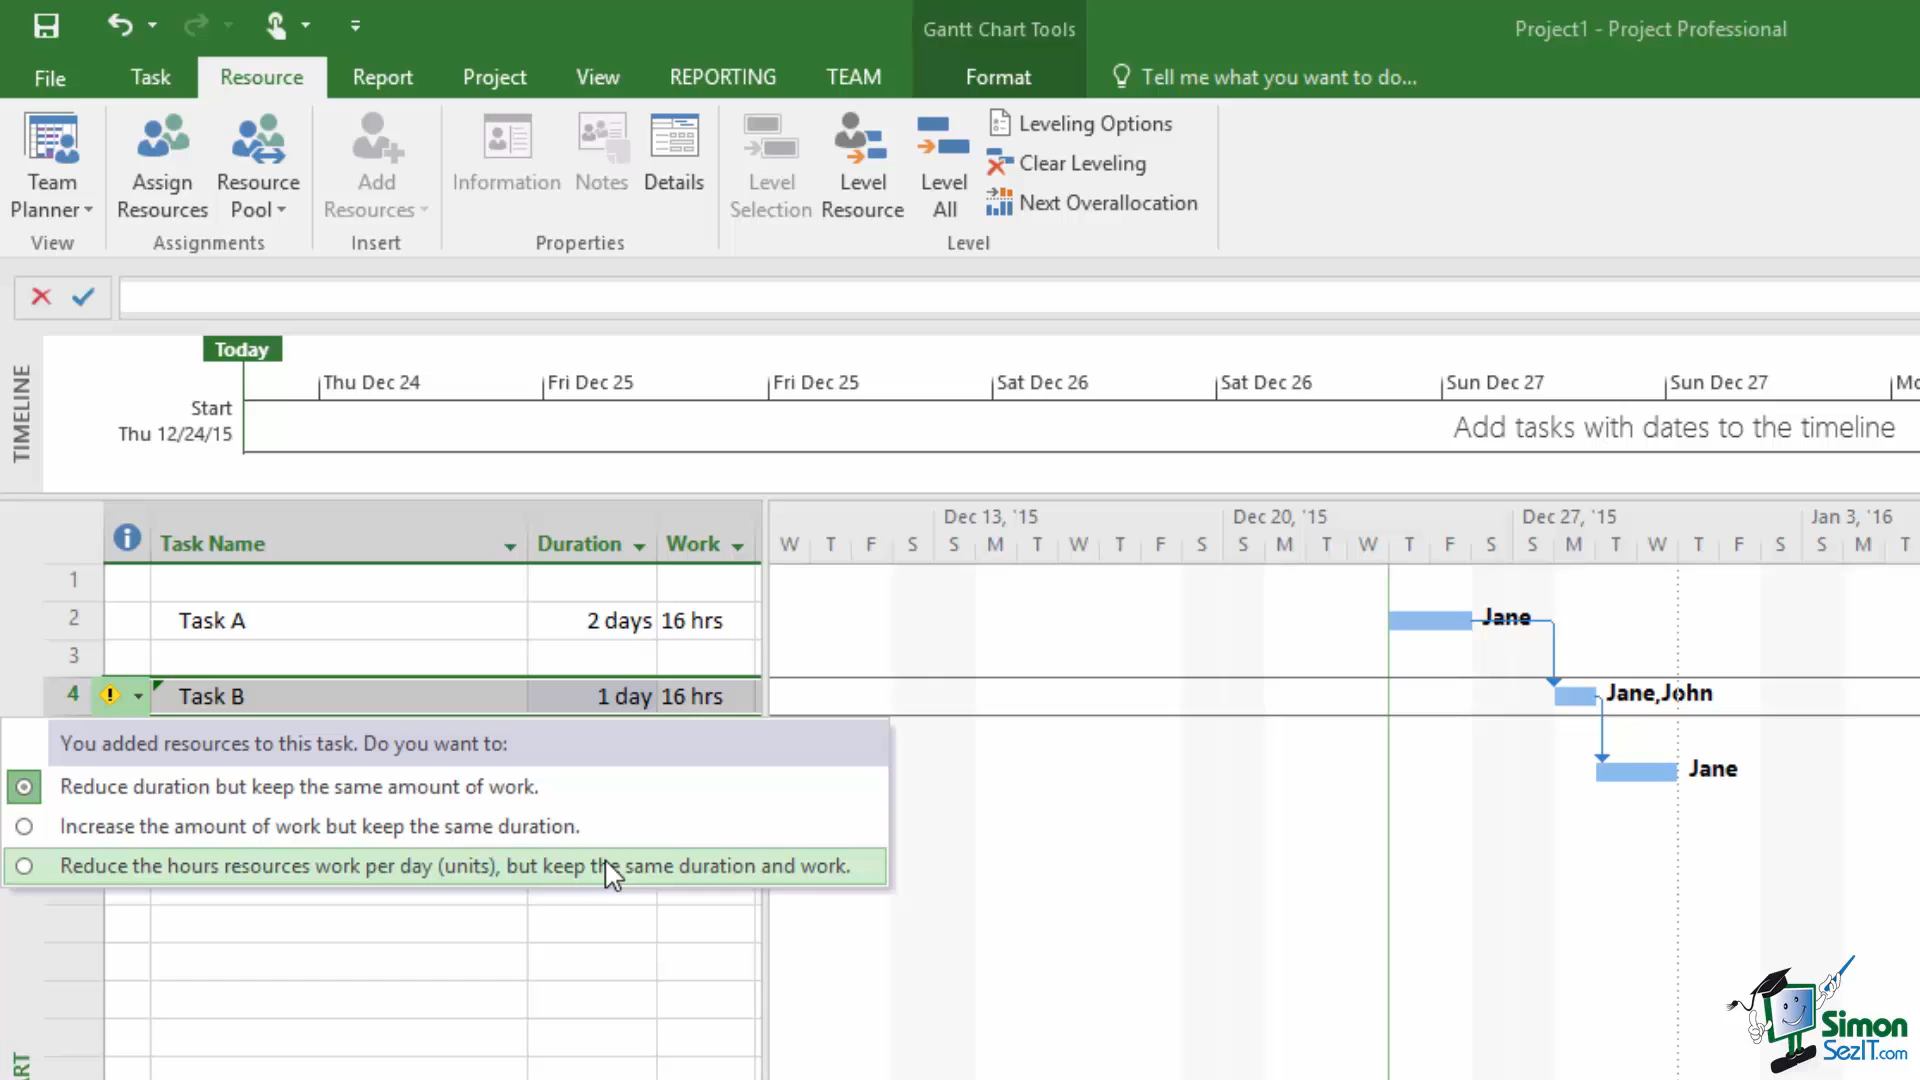 Gantt Chart Tools
Project1 - Project Professional
File
Task
Resource
Report
Project
View
REPORTING
TEAM
Format
Tell me what you want to do...
Team
Planner
View
Assign
Resources
Resource
Pool
Assignments
Add
Resources
Insert
Information
Notes
Details
Properties
Level
Selection
Level
Resource
Level
All
Leveling Options
Clear Leveling
Next Overallocation
Level
TIMELINE
Today
Start
Thu 12/24/15
Thu Dec 24
Fri Dec 25
Fri Dec 25
Sat Dec 26
Sat Dec 26
Sun Dec 27
Sun Dec 27
Mo
Add tasks with dates to the timeline
Task Name
Duration
Work
Dec 13, '15
Dec 20, '15
Dec 27, '15
Jan 3, '16
W T F S S M T W T F S S M T W T F S S M T W T F S S M T
1
2 Task A 2 days 16 hrs
Jane
3
4 Task B 1 day 16 hrs
Jane,John
You added resources to this task. Do you want to:
Reduce duration but keep the same amount of work.
Increase the amount of work but keep the same duration.
Reduce the hours resources work per day (units), but keep the same duration and work.
Jane
ART
Simon
SezIT.com